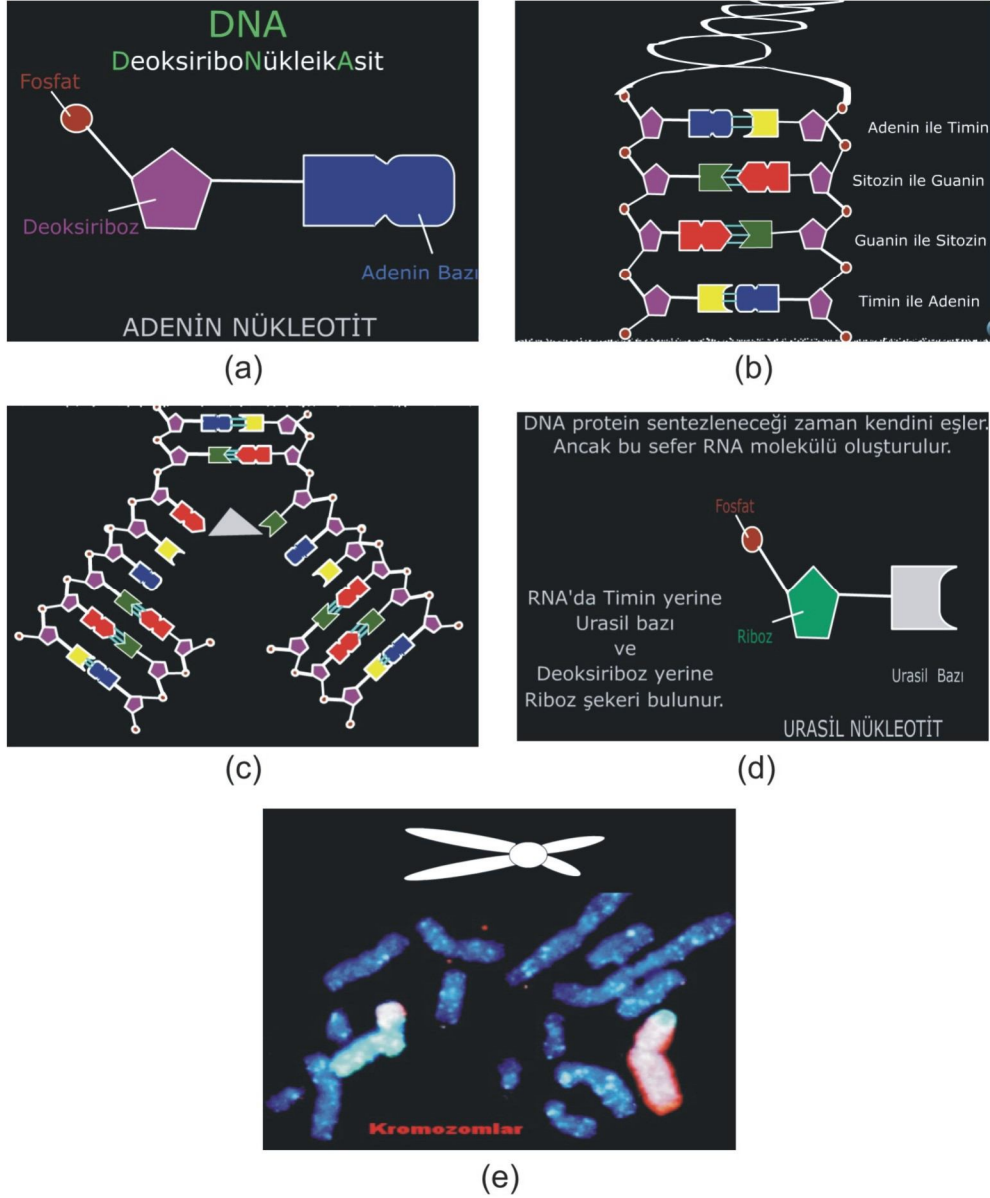 DNA
DeoksiriboNükleikAsit
Fosfat
Deoksiriboz
Adenin Bazı
ADENİN NÜKLEOTİT
(a)
Adenin ile Timin
Sitozin ile Guanin
Guanin ile Sitozin
Timin ile Adenin
(b)
(c)
DNA protein sentezleneceği zaman kendini eşler.
Ancak bu sefer RNA molekülü oluşturulur.
Fosfat
RNA'da Timin yerine
Urasil bazı
ve
Deoksiriboz yerine
Riboz şekeri bulunur.
Riboz
Urasil Bazı
URASİL NÜKLEOTİT
(d)
Kromozomlar
(e)